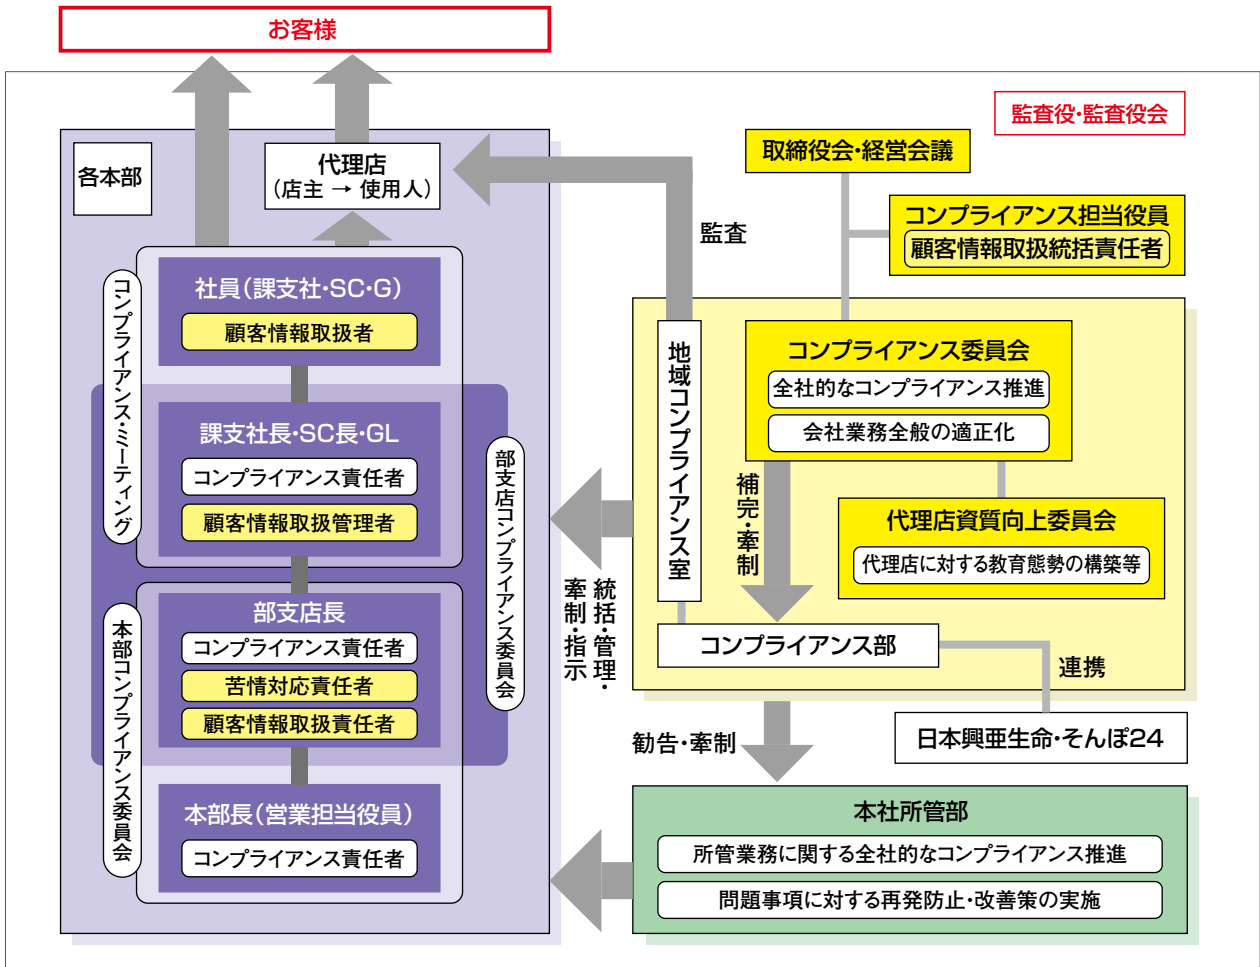 お客様
監査役・監査役会
各本部
代理店
(店主 → 使用人)
監査
取締役会・経営会議
コンプライアンス担当役員
顧客情報取扱統括責任者
コンプライアンス・ミーティング
社員(課支社・SC・G)
顧客情報取扱者
課支社長・SC長・GL
コンプライアンス責任者
顧客情報取扱管理者
部支店コンプライアンス委員会
本部コンプライアンス委員会
部支店長
コンプライアンス責任者
苦情対応責任者
顧客情報取扱責任者
本部長(営業担当役員)
コンプライアンス責任者
統括・管理・
牽制・指示
地域コンプライアンス室
コンプライアンス委員会
全社的なコンプライアンス推進
会社業務全般の適正化
補完・牽制
代理店資質向上委員会
代理店に対する教育態勢の構築等
コンプライアンス部
連携
日本興亜生命・そんぽ24
勧告・牽制
本社所管部
所管業務に関する全社的なコンプライアンス推進
問題事項に対する再発防止・改善策の実施